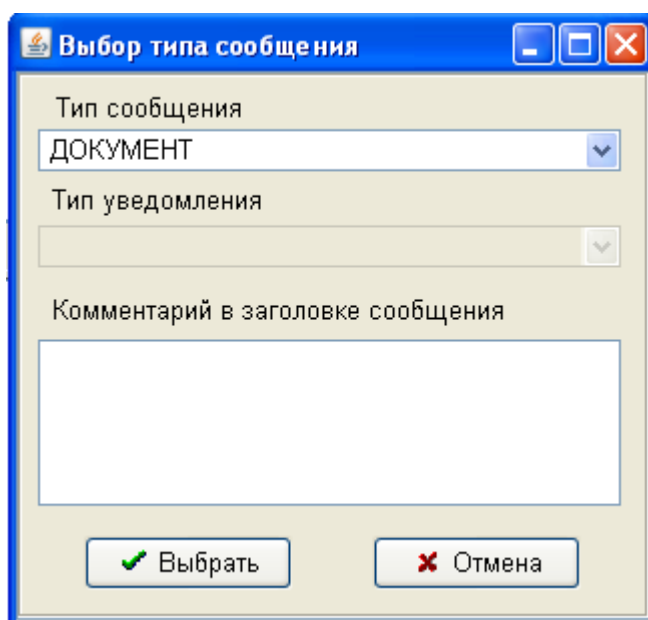 Выбор типа сообщения
Тип сообщения
ДОКУМЕНТ
Тип уведомления
Комментарий в заголовке сообщения
Выбрать Отмена